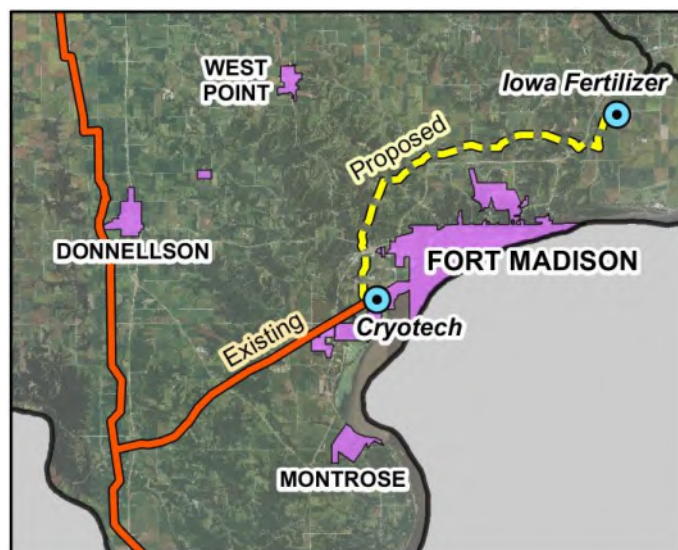 WEST
POINT
Iowa Fertilizer
Proposed
DONNELLSON
FORT MADISON
Existing
Cryotech
MONTROSE